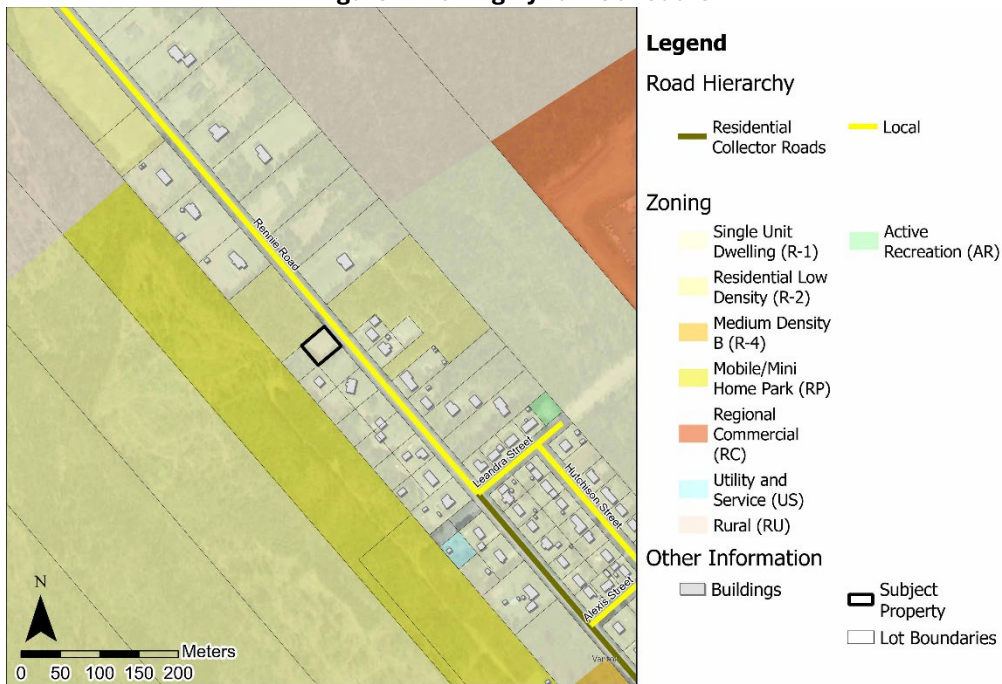 Rennie Road
Leandra Street
Hutchison Street
Alexis Street
N
Meters
0 50 100 150 200
Legend
Road Hierarchy
Residential
Collector Roads
Local
Zoning
Single Unit
Dwelling (R-1)
Residential Low
Density (R-2)
Medium Density
B (R-4)
Mobile/Mini
Home Park (RP)
Regional
Commercial
(RC)
Utility and
Service (US)
Rural (RU)
Active
Recreation (AR)
Other Information
Buildings
Subject
Property
Lot Boundaries